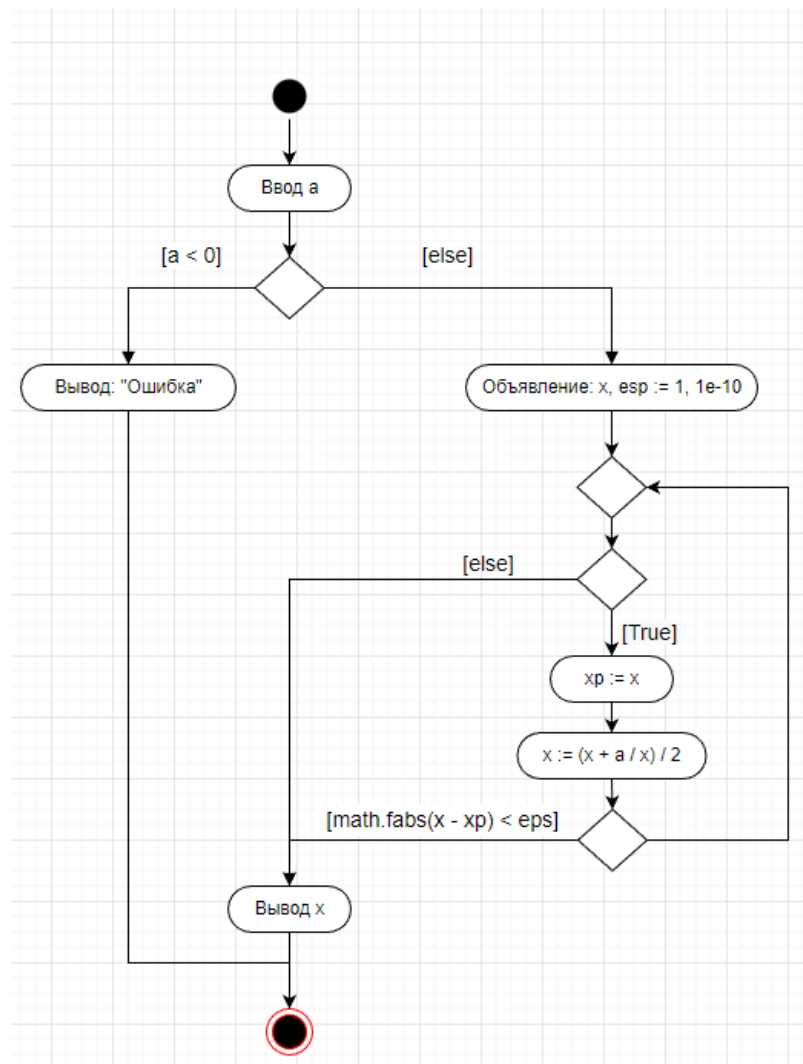 Ввод a
[a < 0]
[else]
Вывод: "Ошибка"
Объявление: x, esp := 1, 1e-10
[else]
[True]
xp := x
x := (x + a / x) / 2
[math.fabs(x - xp) < eps]
Вывод x